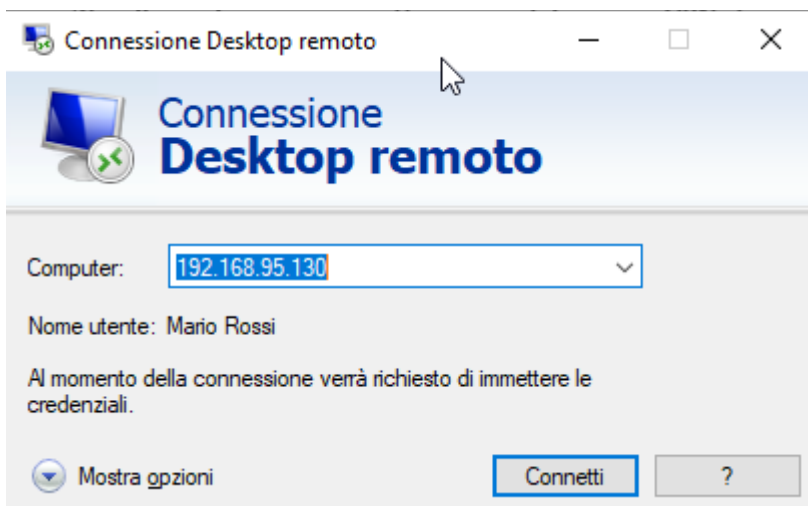 Connessione Desktop remoto
Connessione
Desktop remoto
Computer: 192.168.95.130
Nome utente: Mario Rossi
Al momento della connessione verrà richiesto di immettere le
credenziali.
Mostra opzioni Connetti ?